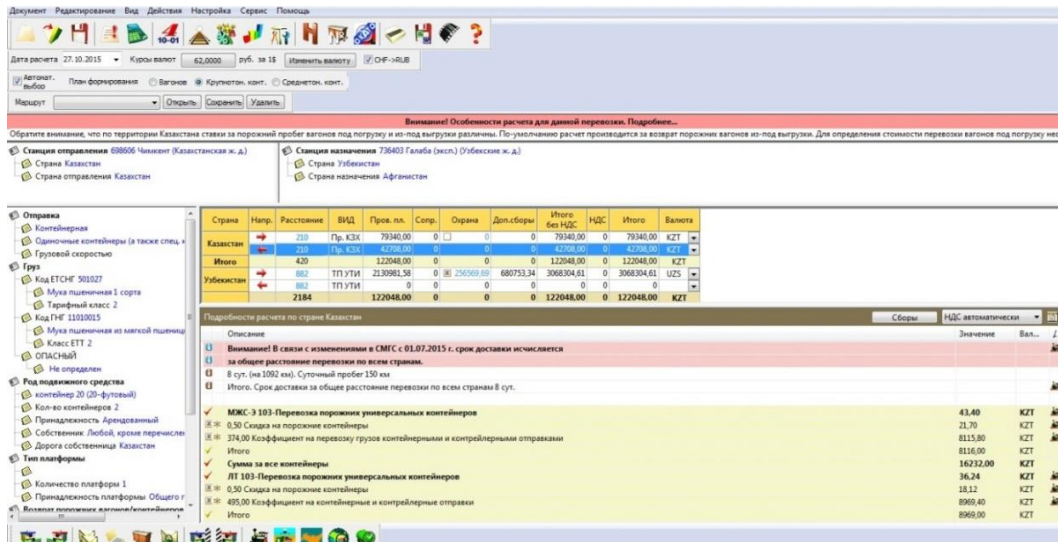 Документ Редактирование Вид Действия Настройка Сервис Помощь
10-01
Дата расчета 27.10.2015 Курсы валют 62,0000 руб. за 1$ Изменить валюту CHF->RUB
Автомат. выбор План формирования Вагонов Крупнотон. конт. Среднетон. конт.
Маршрут Открыть Сохранить Удалить
Внимание! Особенности расчета для данной перевозки. Подробнее...
Обратите внимание, что по территории Казахстана ставки за порожний пробег вагонов под погрузку и из-под выгрузки различны. По-умолчанию расчет производится за возврат порожних вагонов из-под выгрузки. Для определения стоимости перевозки вагонов под погрузку нео
Станция отправления 698606 Чимкент (Казахстанская ж. д.)
Страна Казахстан
Страна отправления Казахстан
Станция назначения 736403 Галаба (эксп.) (Узбекские ж. д.)
Страна Узбекистан
Страна назначения Афганистан
Отправка
Контейнерная
Одиночные контейнеры (а также спец. к
Грузовой скоростью
Груз
Код ЕТСНГ 501027
Мука пшеничная 1 сорта
Тарифный класс 2
Код ГНГ 11010015
Мука пшеничная из мягкой пшениц
Класс ЕТТ 2
ОПАСНЫЙ
Не определен
Род подвижного средства
контейнер 20 (20-футовый)
Кол-во контейнеров 2
Принадлежность Арендованный
Собственник Любой, кроме перечислен
Дорога собственница Казахстан
Тип платформы
Количество платформ 1
Принадлежность платформы Общего п
Возврат порожних вагонов/контейнеров
Страна Напр. Расстояние ВИД Пров. пл. Сопр. Охрана Доп.сборы Итого без НДС НДС Итого Валюта
Казахстан 210 Пр. КЗХ 79340,00 0 0 0 79340,00 0 79340,00 KZT
210 Пр. КЗХ 42708,00 0 0 0 42708,00 0 42708,00 KZT
Итого 420 122048,00 0 0 0 122048,00 0 122048,00 KZT
Узбекистан 882 ТП УТИ 2130981,58 0 256569,69 680753,34 3068304,61 0 3068304,61 UZS
882 ТП УТИ 0 0 0 0 0 0 0
2184 122048,00 0 0 0 122048,00 0 122048,00 KZT
Подробности расчета по стране Казахстан Сборы НДС автоматически
Описание Значение Вал...
Внимание! В связи с изменениями в СМГС с 01.07.2015 г. срок доставки исчисляется
за общее расстояние перевозки по всем странам.
8 сут. (на 1092 км). Суточный пробег 150 км
Итого. Срок доставки за общее расстояние перевозки по всем странам 8 сут.
МЖС-Э 103-Перевозка порожних универсальных контейнеров 43,40 KZT
0,50 Скидка на порожние контейнеры 21,70 KZT
374,00 Коэффициент на перевозку грузов контейнерными и контрейлерными отправками 8115,80 KZT
Итого 8116,00 KZT
Сумма за все контейнеры 16232,00 KZT
ЛТ 103-Перевозка порожних универсальных контейнеров 36,24 KZT
0,50 Скидка на порожние контейнеры 18,12 KZT
495,00 Коэффициент на контейнерные и контрейлерные отправки 8969,40 KZT
Итого 8969,00 KZT